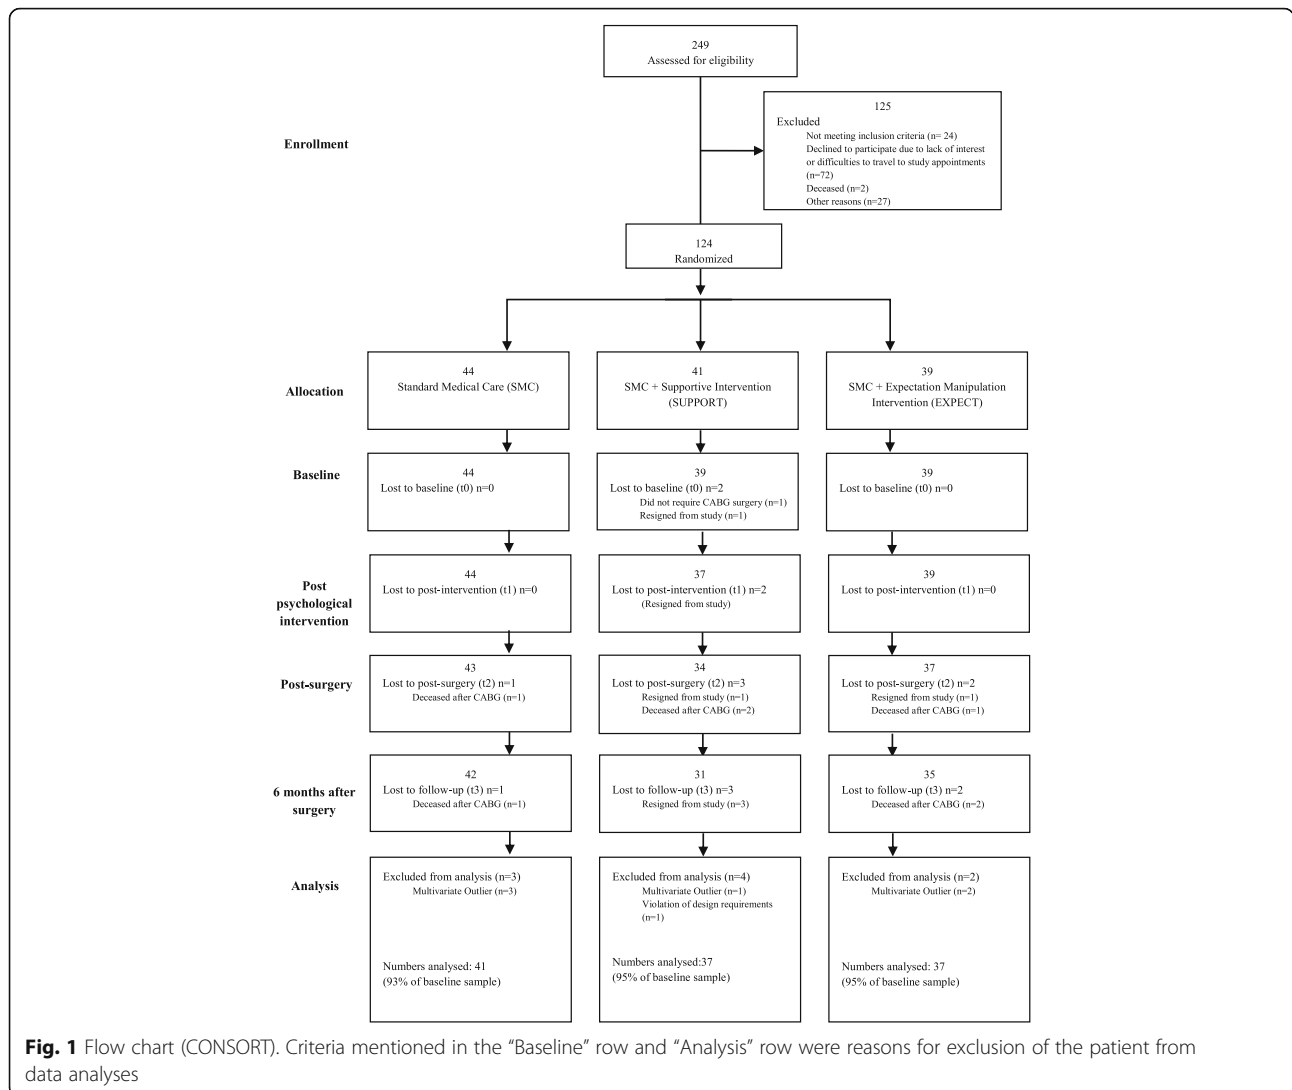 249
Assessed for eligibility
125
Excluded
Not meeting inclusion criteria (n= 24)
Declined to participate due to lack of interest
or difficulties to travel to study appointments
(n=72)
Deceased (n=2)
Other reasons (n=27)
Enrollment
124
Randomized
Allocation
44
Standard Medical Care (SMC)
41
SMC + Supportive Intervention
(SUPPORT)
39
SMC + Expectation Manipulation
Intervention (EXPECT)
Baseline
44
Lost to baseline (t0) n=0
39
Lost to baseline (t0) n=2
Did not require CABG surgery (n=1)
Resigned from study (n=1)
39
Lost to baseline (t0) n=0
Post
psychological
intervention
44
Lost to post-intervention (t1) n=0
37
Lost to post-intervention (t1) n=2
(Resigned from study)
39
Lost to post-intervention (t1) n=0
Post-surgery
43
Lost to post-surgery (t2) n=1
Deceased after CABG (n=1)
34
Lost to post-surgery (t2) n=3
Resigned from study (n=1)
Deceased after CABG (n=2)
37
Lost to post-surgery (t2) n=2
Resigned from study (n=1)
Deceased after CABG (n=1)
6 months after
surgery
42
Lost to follow-up (t3) n=1
Deceased after CABG (n=1)
31
Lost to follow-up (t3) n=3
Resigned from study (n=3)
35
Lost to follow-up (t3) n=2
Deceased after CABG (n=2)
Analysis
Excluded from analysis (n=3)
Multivariate Outlier (n=3)
Numbers analysed: 41
(93% of baseline sample)
Excluded from analysis (n=4)
Multivariate Outlier (n=1)
Violation of design requirements
(n=1)
Numbers analysed:37
(95% of baseline sample)
Excluded from analysis (n=2)
Multivariate Outlier (n=2)
Numbers analysed: 37
(95% of baseline sample)
Fig. 1 Flow chart (CONSORT). Criteria mentioned in the “Baseline” row and “Analysis” row were reasons for exclusion of the patient from
data analyses